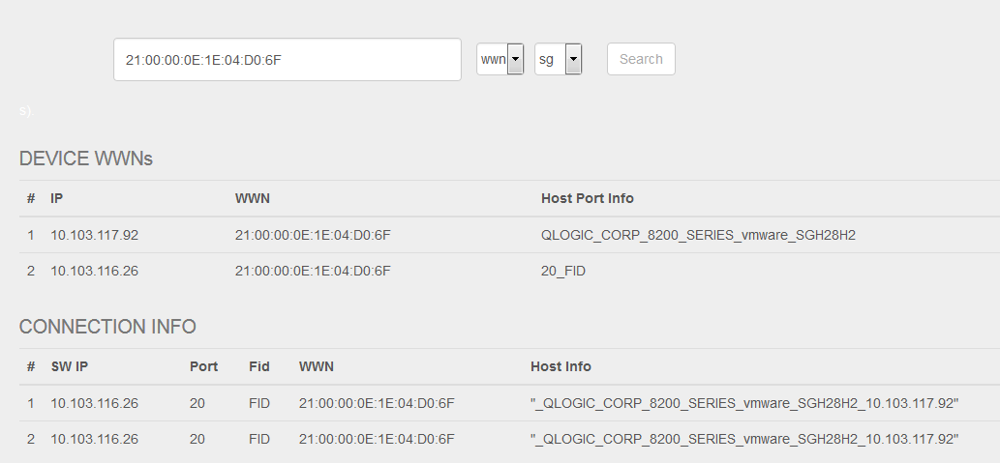 21:00:00:0E:1E:04:D0:6F wwn sg Search
s)
DEVICE WWNs
# IP WWN Host Port Info
1 10.103.117.92 21:00:00:0E:1E:04:D0:6F QLOGIC_CORP_8200_SERIES_vmware_SGH28H2
2 10.103.116.26 21:00:00:0E:1E:04:D0:6F 20_FID
CONNECTION INFO
# SW IP Port Fid WWN Host Info
1 10.103.116.26 20 FID 21:00:00:0E:1E:04:D0:6F "_QLOGIC_CORP_8200_SERIES_vmware_SGH28H2_10.103.117.92"
2 10.103.116.26 20 FID 21:00:00:0E:1E:04:D0:6F "_QLOGIC_CORP_8200_SERIES_vmware_SGH28H2_10.103.117.92"